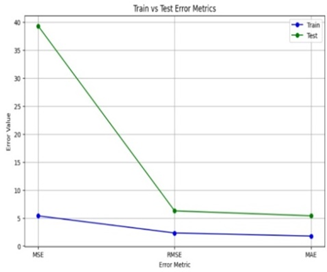 Train vs Test Error Metrics
Train
Test
40
35
30
25
20
15
10
5
0
Error Value
MSE RMSE MAE
Error Metric